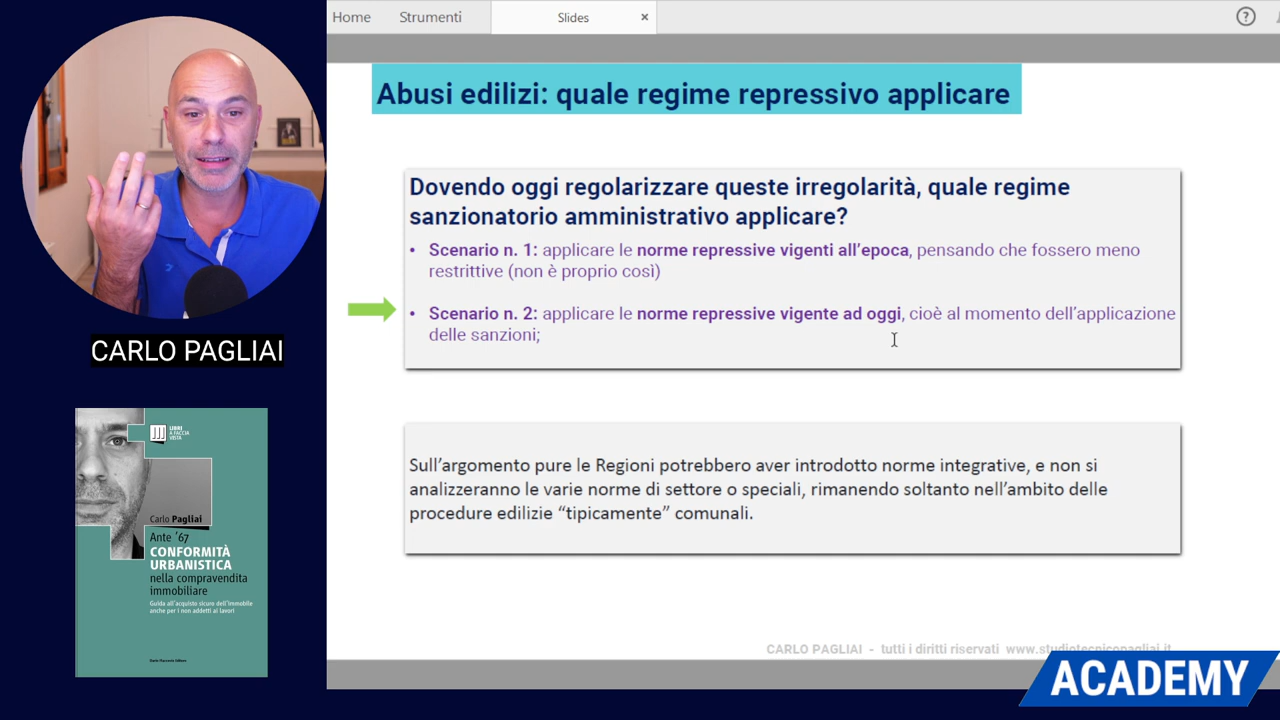 Home Strumenti Slides × ?
Abusi edilizi: quale regime repressivo applicare
Dovendo oggi regolarizzare queste irregolarità, quale regime
sanzionatorio amministrativo applicare?
• Scenario n. 1: applicare le norme repressive vigenti all'epoca, pensando che fossero meno
restrittive (non è proprio così)
• Scenario n. 2: applicare le norme repressive vigente ad oggi, cioè al momento dell'applicazione
delle sanzioni;
Sull'argomento pure le Regioni potrebbero aver introdotto norme integrative, e non si
analizzeranno le varie norme di settore o speciali, rimanendo soltanto nell'ambito delle
procedure edilizie "tipicamente" comunali.
CARLO PAGLIAI - tutti i diritti riservati www.studiotecnicopagliai.it
ACADEMY
CARLO PAGLIAI
LIBRI
A FACCIA
VISTA
Carlo Pagliai
Ante '67
CONFORMITÀ
URBANISTICA
nella compravendita
immobiliare
Guida all'acquisto sicuro dell'immobile
anche per i non addetti ai lavori